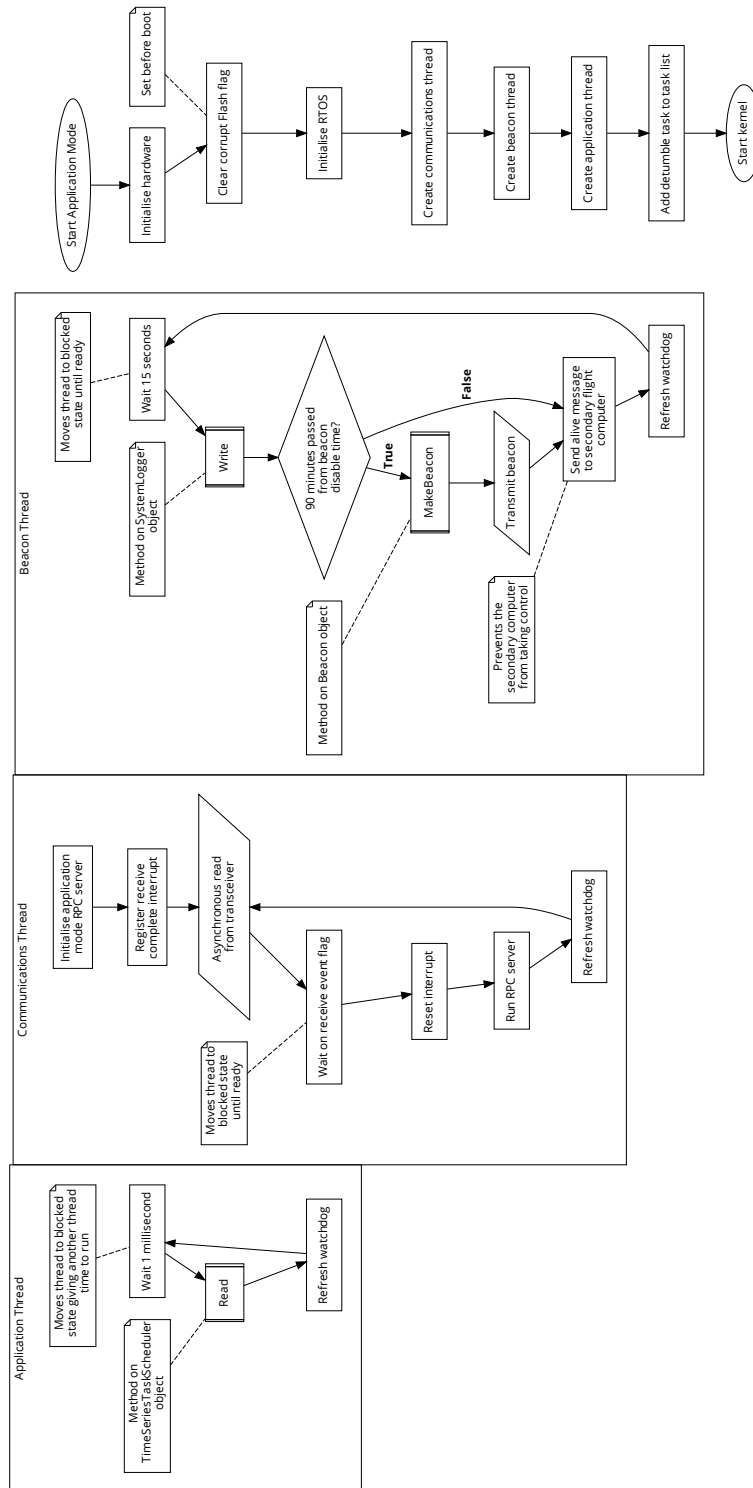 Application Thread
Moves thread to blocked
state giving another thread
time to run
Wait 1 millisecond
Method on
TimeSeriesTaskScheduler
object
Read
Refresh watchdog
Communications Thread
Initialise application
mode RPC server
Register receive
complete interrupt
Asynchronous read
from transceiver
Moves thread to
blocked state
until ready
Wait on receive event flag
Reset interrupt
Run RPC server
Refresh watchdog
Beacon Thread
Moves thread to blocked
state until ready
Wait 15 seconds
Method on SystemLogger
object
Write
90 minutes passed
from beacon
disable time?
True
False
Method on Beacon object
MakeBeacon
Transmit beacon
Prevents the
secondary computer
from taking control
Send alive message
to secondary flight
computer
Refresh watchdog
Start Application Mode
Initialise hardware
Set before boot
Clear corrupt Flash flag
Initialise RTOS
Create communications thread
Create beacon thread
Create application thread
Add detumble task to task list
Start kernel